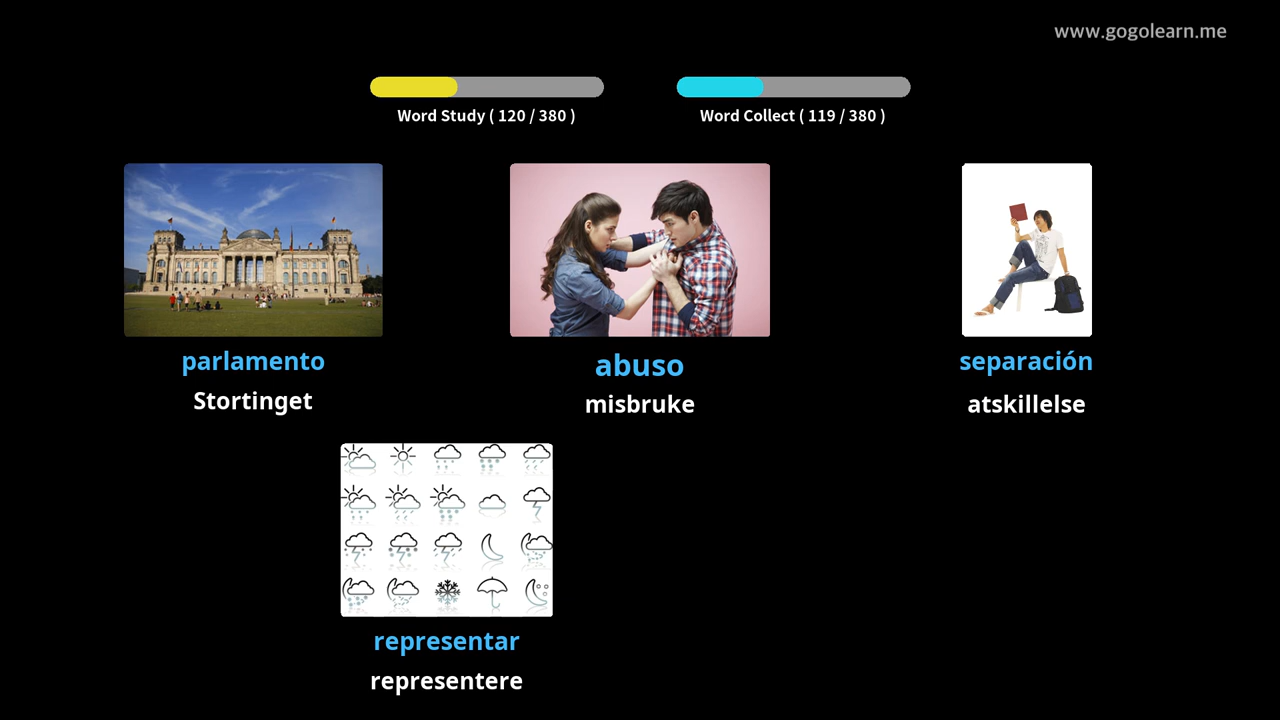 www.gogolearn.me
Word Study ( 120 / 380 )
Word Collect ( 119 / 380 )
parlamento
Stortinget
abuso
misbruke
separación
atskillelse
representar
representere